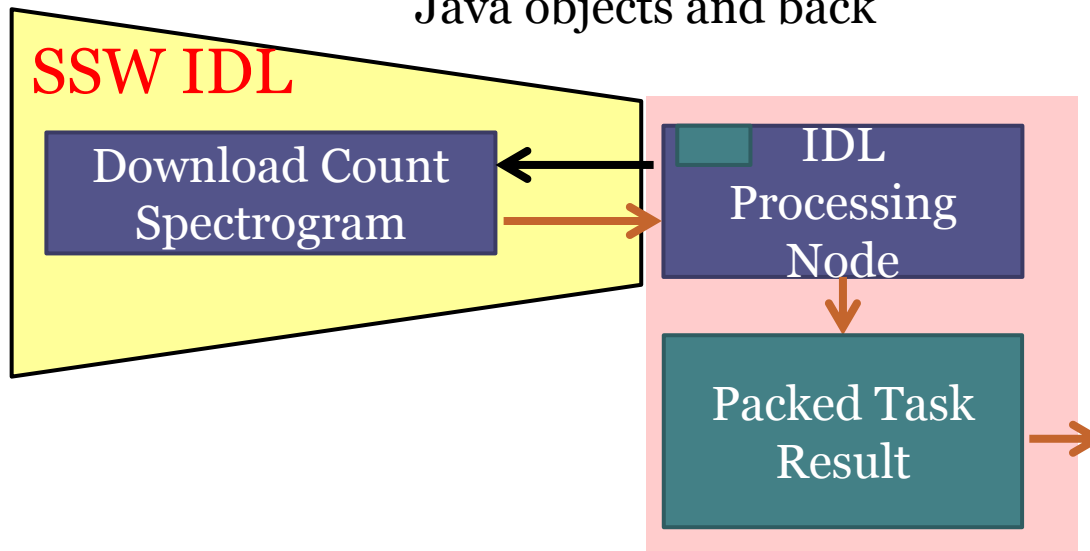 Java objects and back
SSW IDL
Download Count
Spectrogram
IDL
Processing
Node
Packed Task
Result